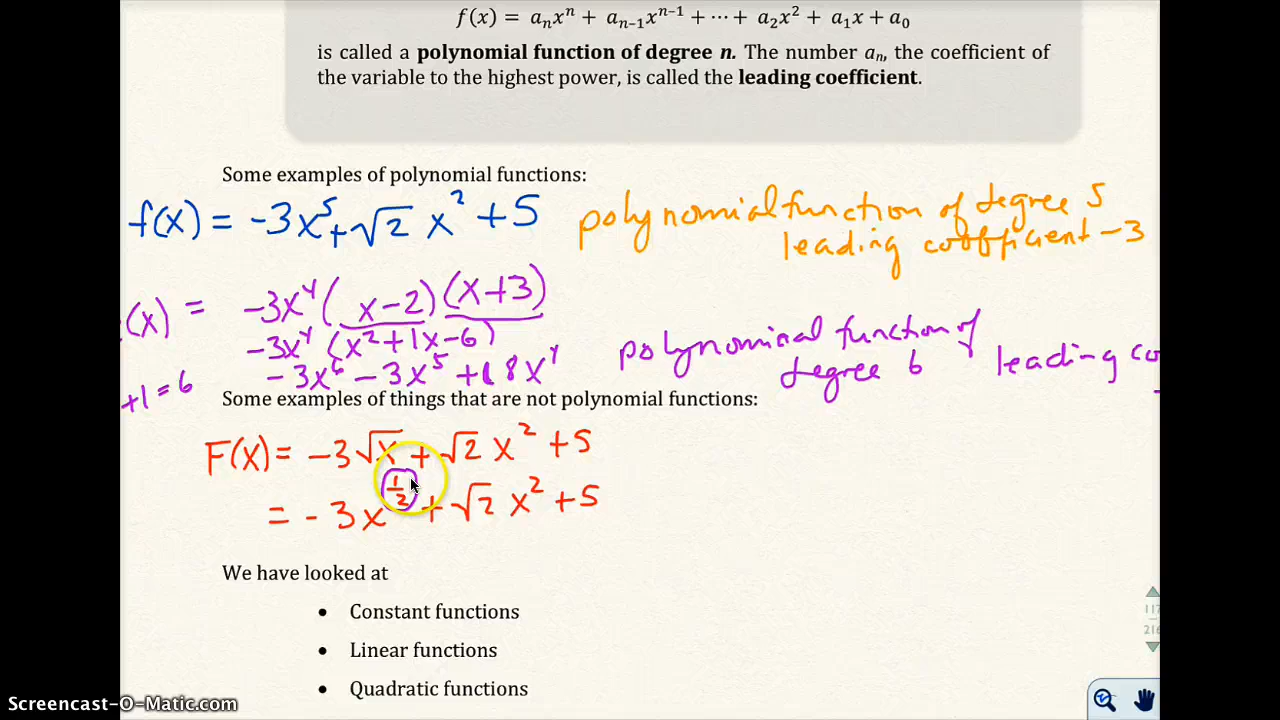 f(x) = aₙxⁿ + aₙ₋₁xⁿ⁻¹ + ⋯ + a₂x² + a₁x + a₀
is called a polynomial function of degree n. The number aₙ, the coefficient of
the variable to the highest power, is called the leading coefficient.
Some examples of polynomial functions:
f(x) = -3x⁵ + √2 x² + 5 polynomial function of degree 5
leading coefficient -3
(x) = -3x⁴(x-2)(x+3)
-3x⁴(x²+1x-6) polynomial function of
-3x⁶ - 3x⁵ + 18x⁴ degree 6 leading co
+1=6
Some examples of things that are not polynomial functions:
F(x) = -3√x + √2 x² + 5
= -3x^(1/2) + √2 x² + 5
We have looked at
• Constant functions
• Linear functions
• Quadratic functions
117
216
Screencast-O-Matic.com